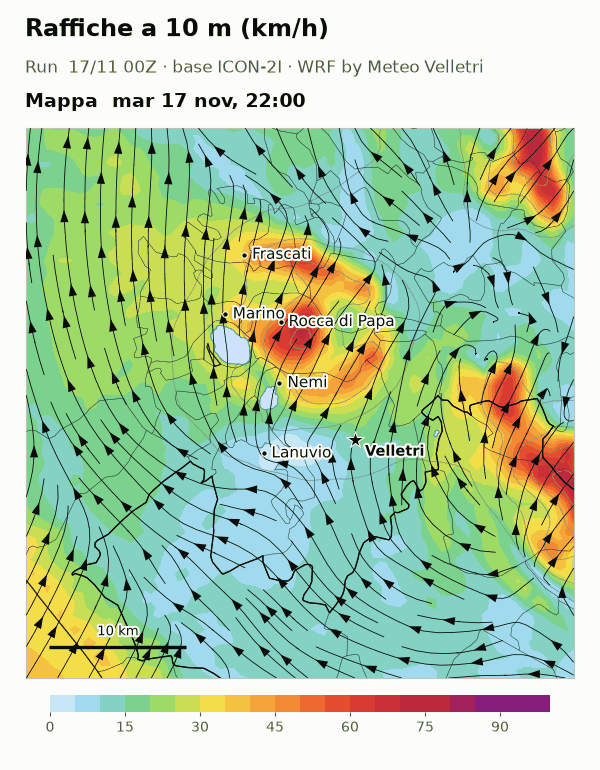 Raffiche a 10 m (km/h)
Run 17/11 00Z · base ICON-2I · WRF by Meteo Velletri
Mappa mar 17 nov, 22:00
Frascati
Marino
Rocca di Papa
Nemi
Velletri
Lanuvio
10 km
0 15 30 45 60 75 90